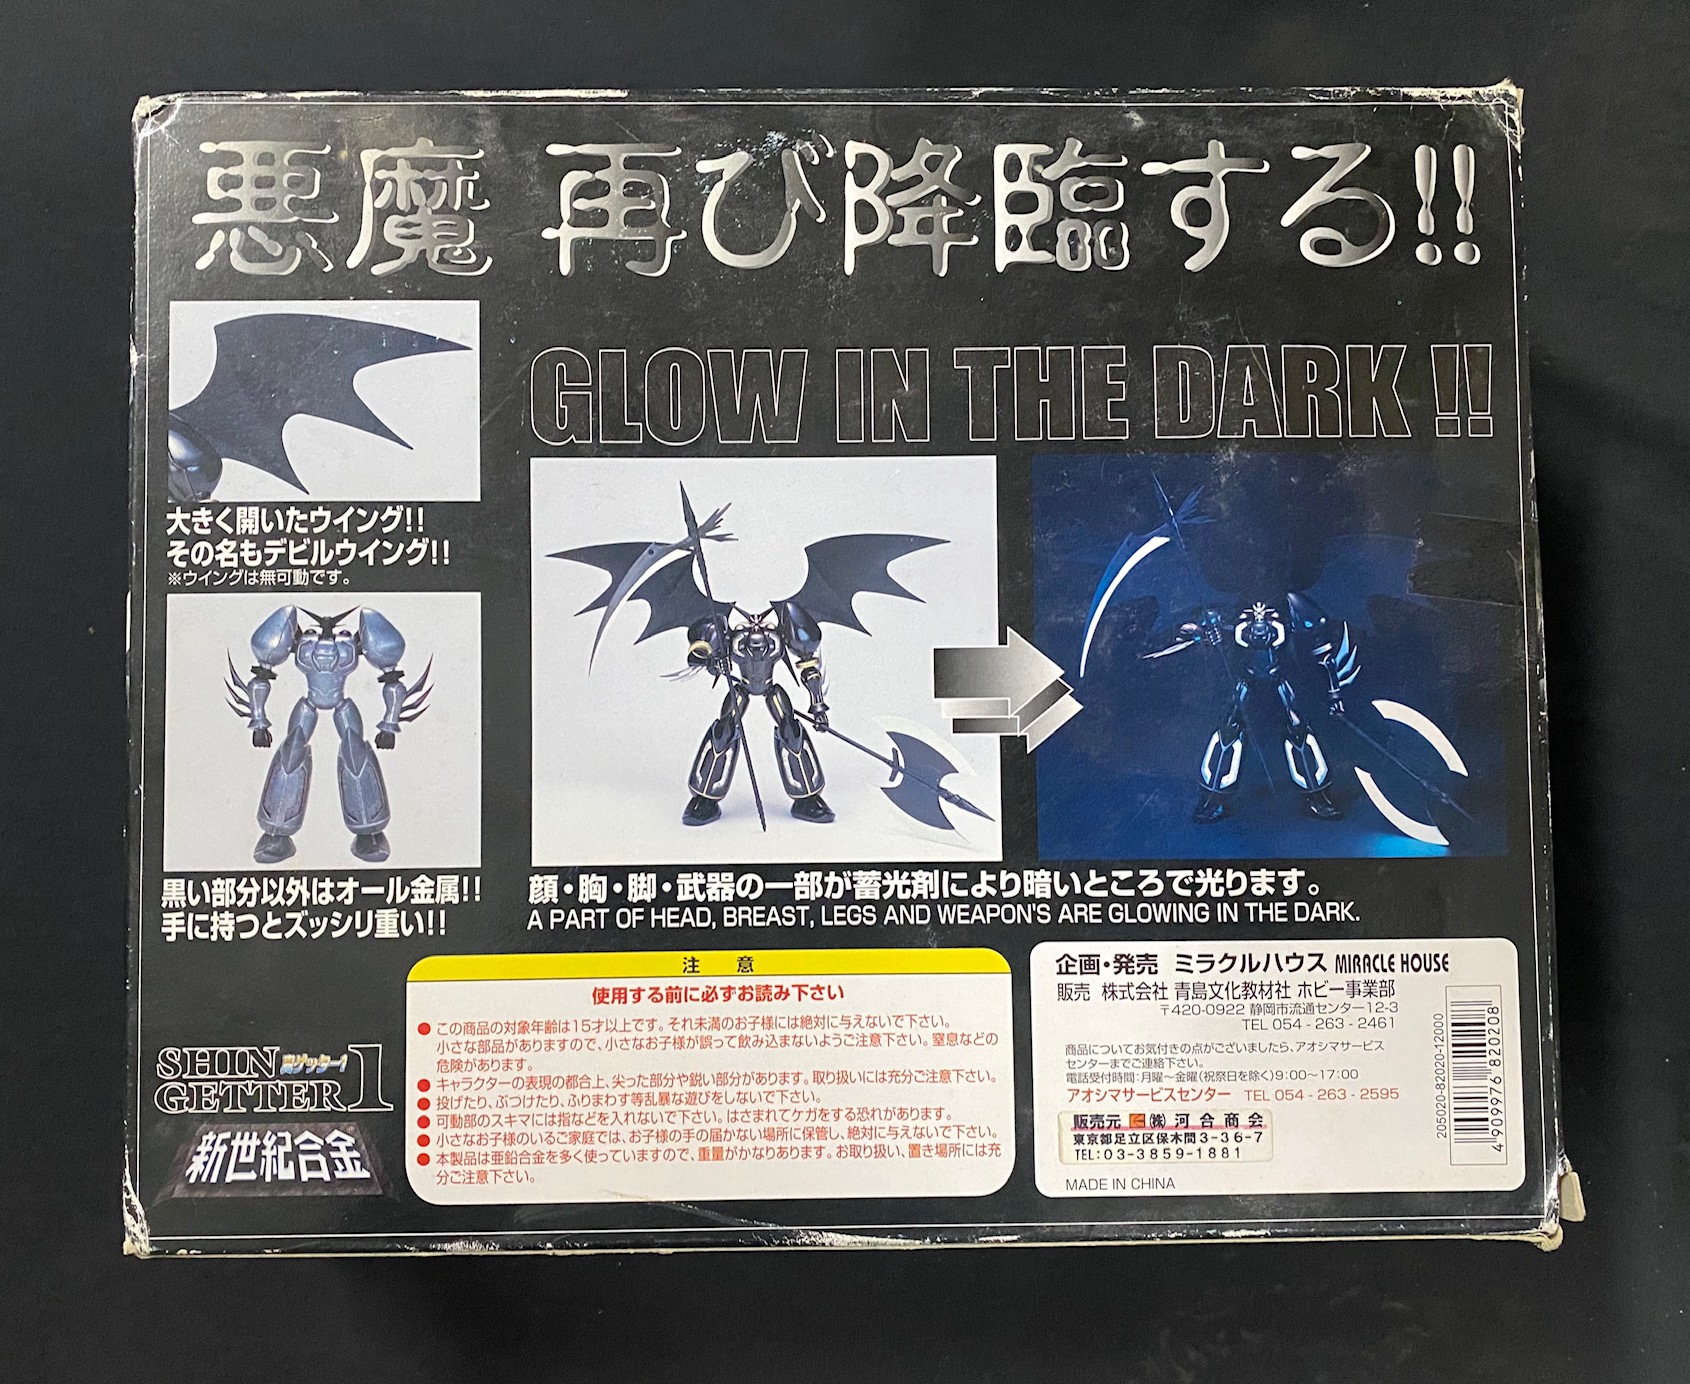 悪魔 再び降臨する!!
GLOW IN THE DARK !!
大きく開いたウイング!!
その名もデビルウイング!!
※ウイングは無可動です。
黒い部分以外はオール金属!!
手に持つとズッシリ重い!!
顔・胸・脚・武器の一部が蓄光剤により暗いところで光ります。
A PART OF HEAD, BREAST, LEGS AND WEAPON'S ARE GLOWING IN THE DARK.
SHIN
真ゲッター1
GETTER 1
新世紀合金
注 意
使用する前に必ずお読み下さい
● この商品の対象年齢は15才以上です。それ未満のお子様には絶対に与えないで下さい。
小さな部品がありますので、小さなお子様が誤って飲み込まないようご注意下さい。窒息などの
危険があります。
● キャラクターの表現の都合上、尖った部分や鋭い部分があります。取り扱いには充分ご注意下さい。
● 投げたり、ぶつけたり、ふりまわす等乱暴な遊びをしないで下さい。
● 可動部のスキマには指などを入れないで下さい。はさまれてケガをする恐れがあります。
● 小さなお子様のいるご家庭では、お子様の手の届かない場所に保管し、絶対に与えないで下さい。
● 本製品は亜鉛合金を多く使っていますので、重量がかなりあります。お取り扱い、置き場所には充
分ご注意下さい。
企画・発売 ミラクルハウス MIRACLE HOUSE
販売 株式会社 青島文化教材社 ホビー事業部
〒420-0922 静岡市流通センター12-3
TEL 054-263-2461
商品についてお気付きの点がございましたら、アオシマサービス
センターまでご連絡下さい。
電話受付時間:月曜〜金曜(祝祭日を除く)9:00〜17:00
アオシマサービスセンター TEL 054-263-2595
販売元 ㈱河合商会
東京都足立区保木間3-36-7
TEL:03-3859-1881
MADE IN CHINA
205020-82020-12000
4 909976 820208